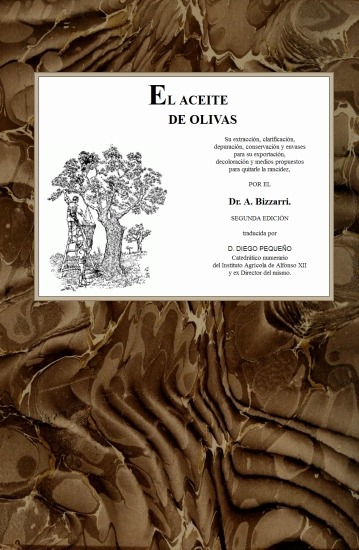 EL ACEITE
DE OLIVAS
Su extracción, clarificación,
depuración, conservación y envases
para su exportación,
decoloración y medios propuestos
para quitarle la rancidez,
POR EL
Dr. A. Bizzarri.
SEGUNDA EDICIÓN
traducida por
D. DIEGO PEQUEÑO
Catedrático numerario
del Instituto Agrícola de Alfonso XII
y ex Director del mismo.